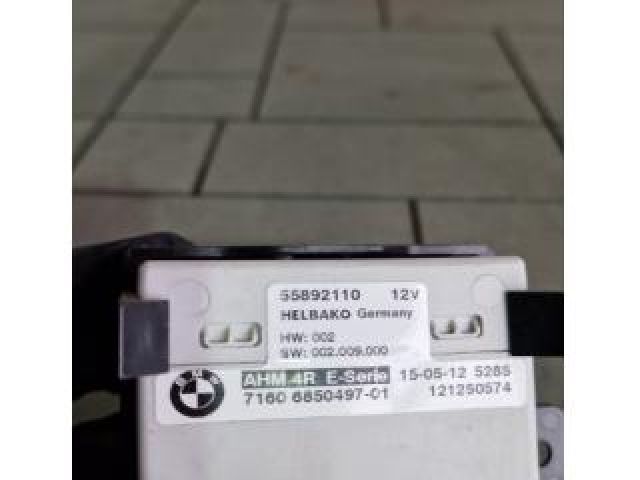 55892110 12V
HELBAKO Germany
HW: 002
SW: 002.009.000
BMW
AHM 4R E-Serie 15-05-12 5285
7160 6850497-01 121250574